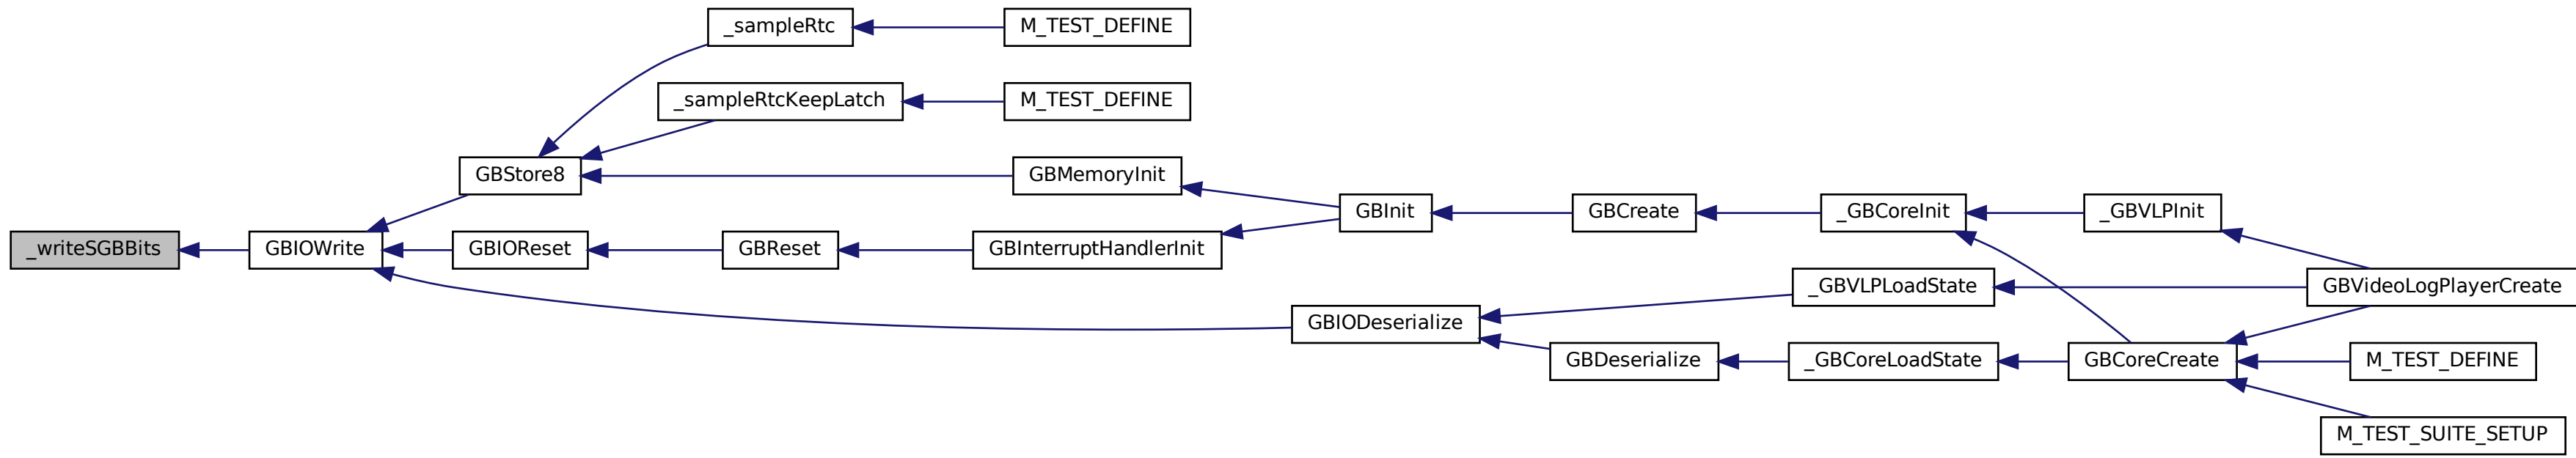 _sampleRtc
M_TEST_DEFINE
_sampleRtcKeepLatch
M_TEST_DEFINE
GBStore8
GBMemoryInit
GBInit
GBCreate
_GBCoreInit
_GBVLPInit
_writeSGBBits
GBIOWrite
GBIOReset
GBReset
GBInterruptHandlerInit
_GBVLPLoadState
GBVideoLogPlayerCreate
GBIODeserialize
GBDeserialize
_GBCoreLoadState
GBCoreCreate
M_TEST_DEFINE
M_TEST_SUITE_SETUP